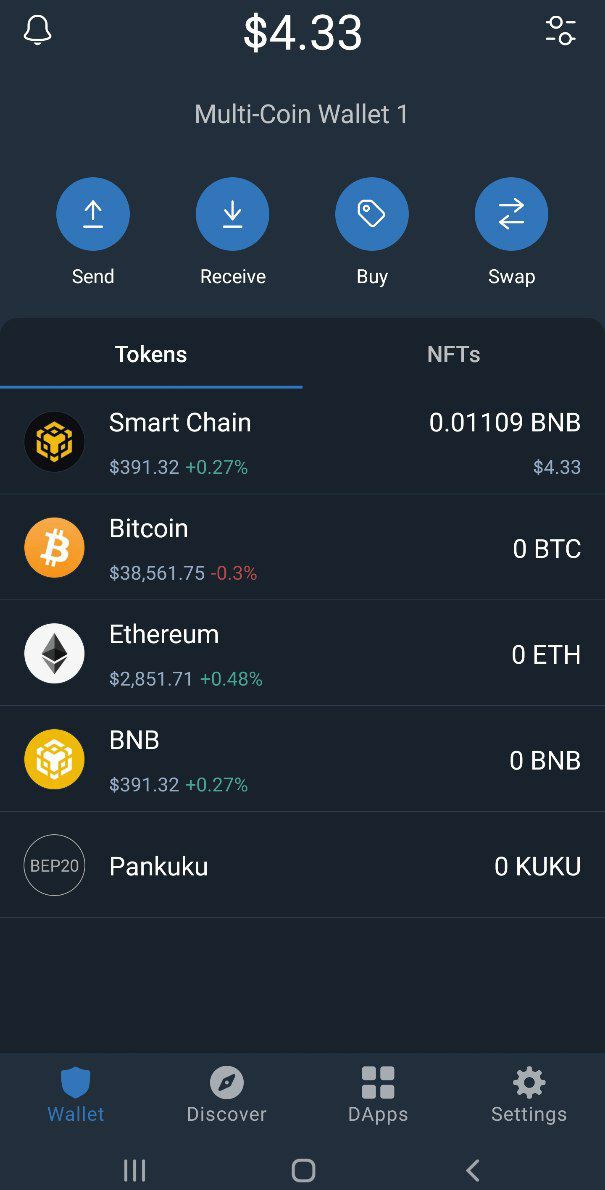 $4.33
Multi-Coin Wallet 1
Send Receive Buy Swap
Tokens NFTs
Smart Chain 0.01109 BNB
$391.32 +0.27% $4.33
Bitcoin
0 BTC
$38,561.75 -0.3%
Ethereum
0 ETH
$2,851.71 +0.48%
BNB
0 BNB
$391.32 +0.27%
BEP20 Pankuku 0 KUKU
Wallet Discover DApps Settings